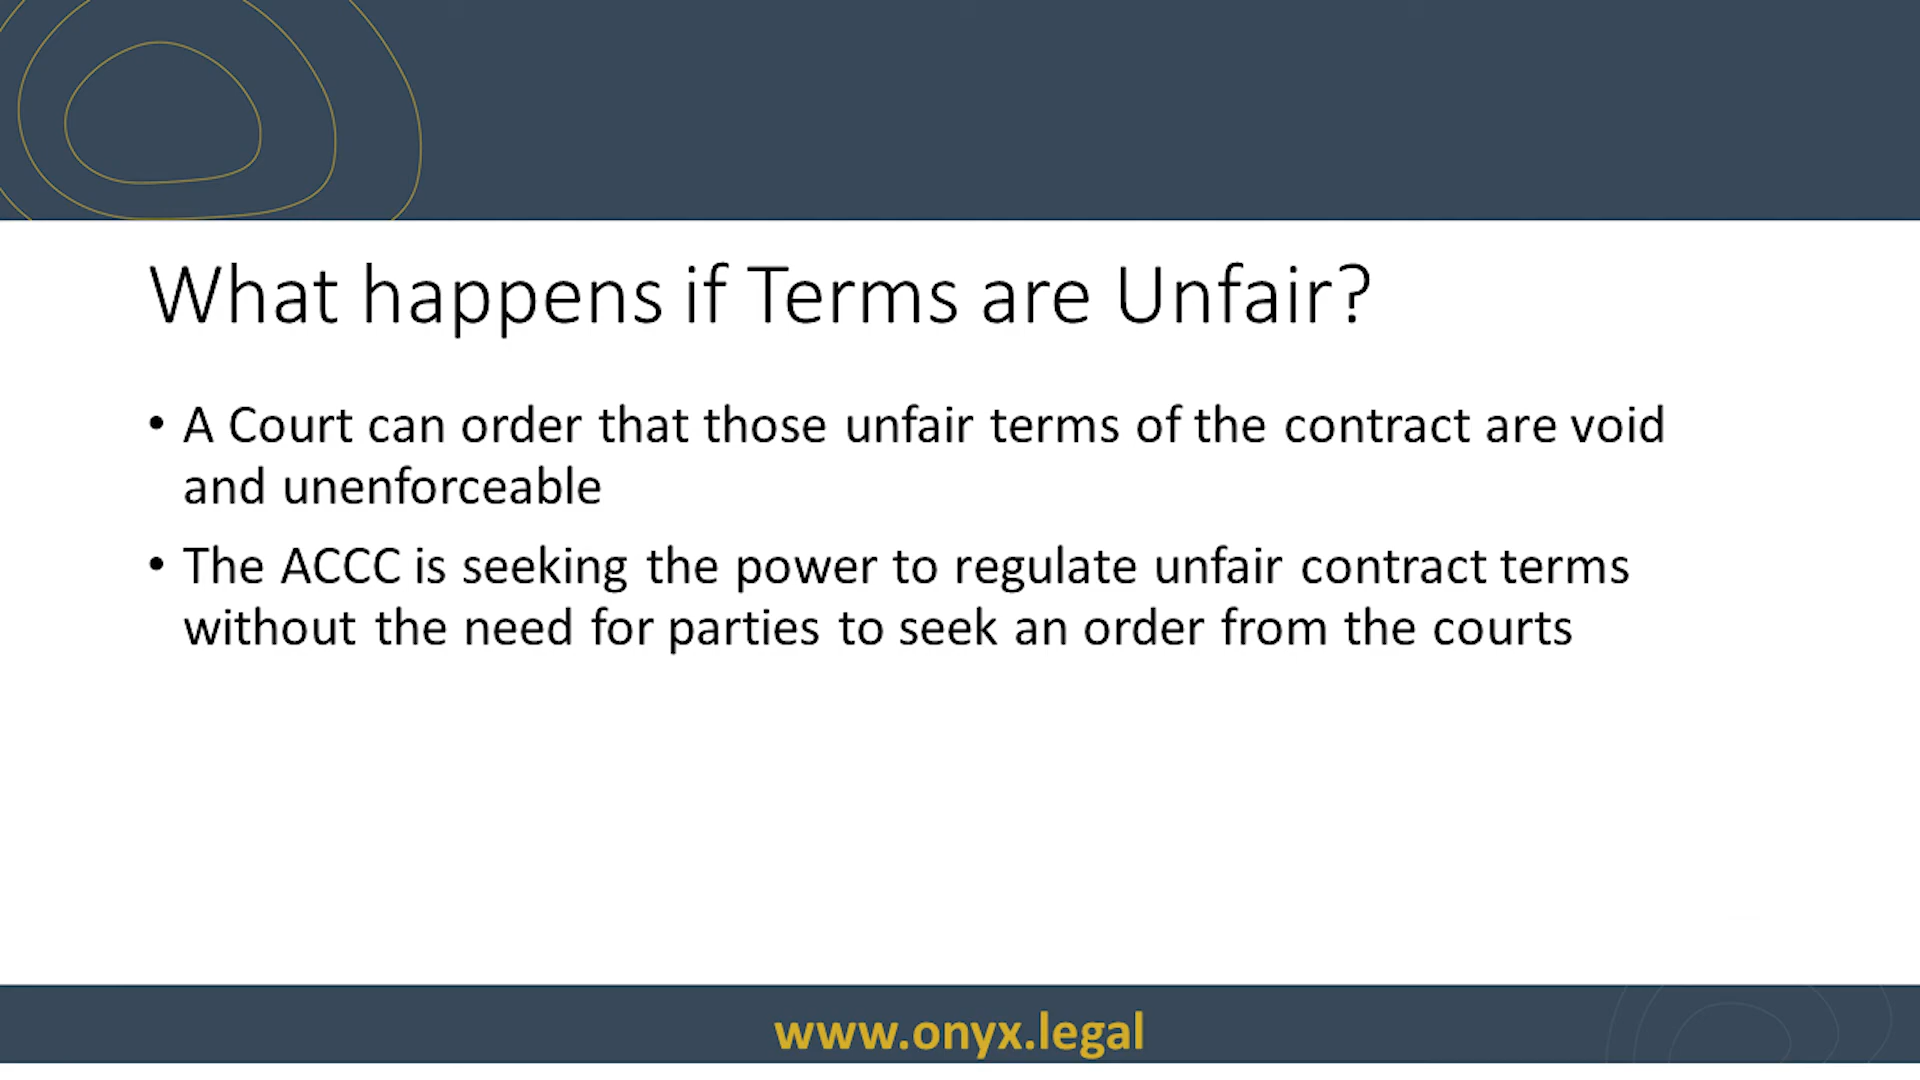 What happens if Terms are Unfair?
• A Court can order that those unfair terms of the contract are void
and unenforceable
• The ACCC is seeking the power to regulate unfair contract terms
without the need for parties to seek an order from the courts
www.onyx.legal